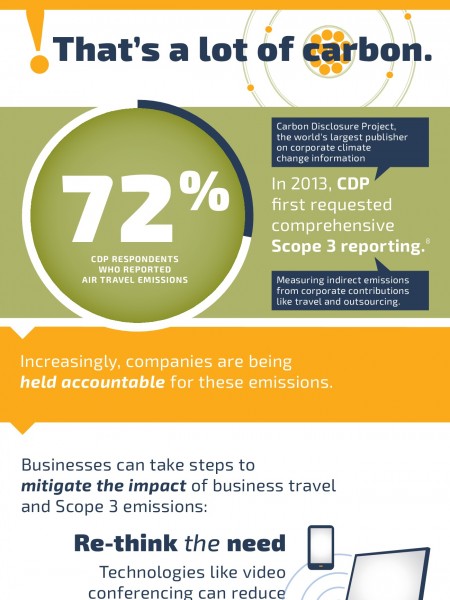 ! That's a lot of carbon.
72%
CDP RESPONDENTS
WHO REPORTED
AIR TRAVEL EMISSIONS
Carbon Disclosure Project,
the world's largest publisher
on corporate climate
change information
In 2013, CDP
first requested
comprehensive
Scope 3 reporting.
Measuring indirect emissions
from corporate contributions
like travel and outsourcing.
Increasingly, companies are being
held accountable for these emissions.
Businesses can take steps to
mitigate the impact of business travel
and Scope 3 emissions:
Re-think the need
Technologies like video
conferencing can reduce